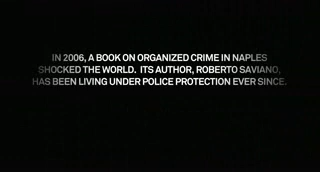 IN 2006, A BOOK ON ORGANIZED CRIME IN NAPLES
SHOCKED THE WORLD. ITS AUTHOR, ROBERTO SAVIANO,
HAS BEEN LIVING UNDER POLICE PROTECTION EVER SINCE.